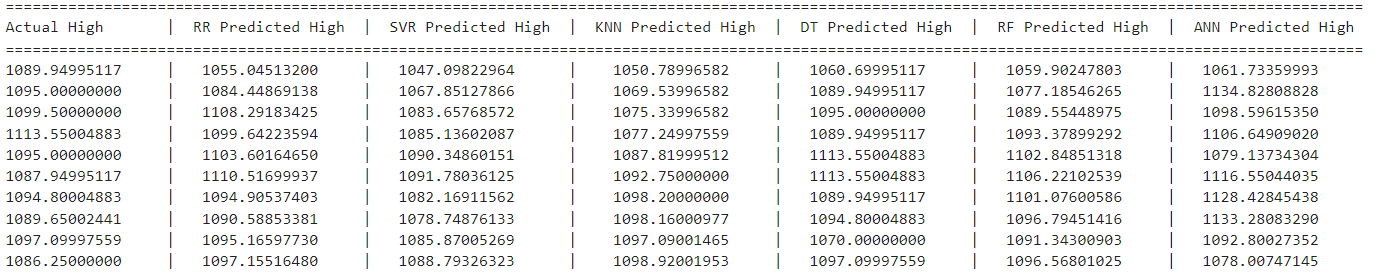 ===========================================================================================================================================================
Actual High | RR Predicted High | SVR Predicted High | KNN Predicted High | DT Predicted High | RF Predicted High | ANN Predicted High
===========================================================================================================================================================
1089.94995117 | 1055.04513200 | 1047.09822964 | 1050.78996582 | 1060.69995117 | 1059.90247803 | 1061.73359993
1095.00000000 | 1084.44869138 | 1067.85127866 | 1069.53996582 | 1089.94995117 | 1077.18546265 | 1134.82808828
1099.50000000 | 1108.29183425 | 1083.65768572 | 1075.33996582 | 1095.00000000 | 1089.55448975 | 1098.59615350
1113.55004883 | 1099.64223594 | 1085.13602087 | 1077.24997559 | 1089.94995117 | 1093.37899292 | 1106.64909020
1095.00000000 | 1103.60164650 | 1090.34860151 | 1087.81999512 | 1113.55004883 | 1102.84851318 | 1079.13734304
1087.94995117 | 1110.51699937 | 1091.78036125 | 1092.75000000 | 1113.55004883 | 1106.22102539 | 1116.55044035
1094.80004883 | 1094.90537403 | 1082.16911562 | 1098.20000000 | 1089.94995117 | 1101.07600586 | 1128.42845438
1089.65002441 | 1090.58853381 | 1078.74876133 | 1098.16000977 | 1094.80004883 | 1096.79451416 | 1133.28083290
1097.09997559 | 1095.16597730 | 1085.87005269 | 1097.09001465 | 1070.00000000 | 1091.34300903 | 1092.80027352
1086.25000000 | 1097.15516480 | 1088.79326323 | 1098.92001953 | 1097.09997559 | 1096.56801025 | 1078.00747145